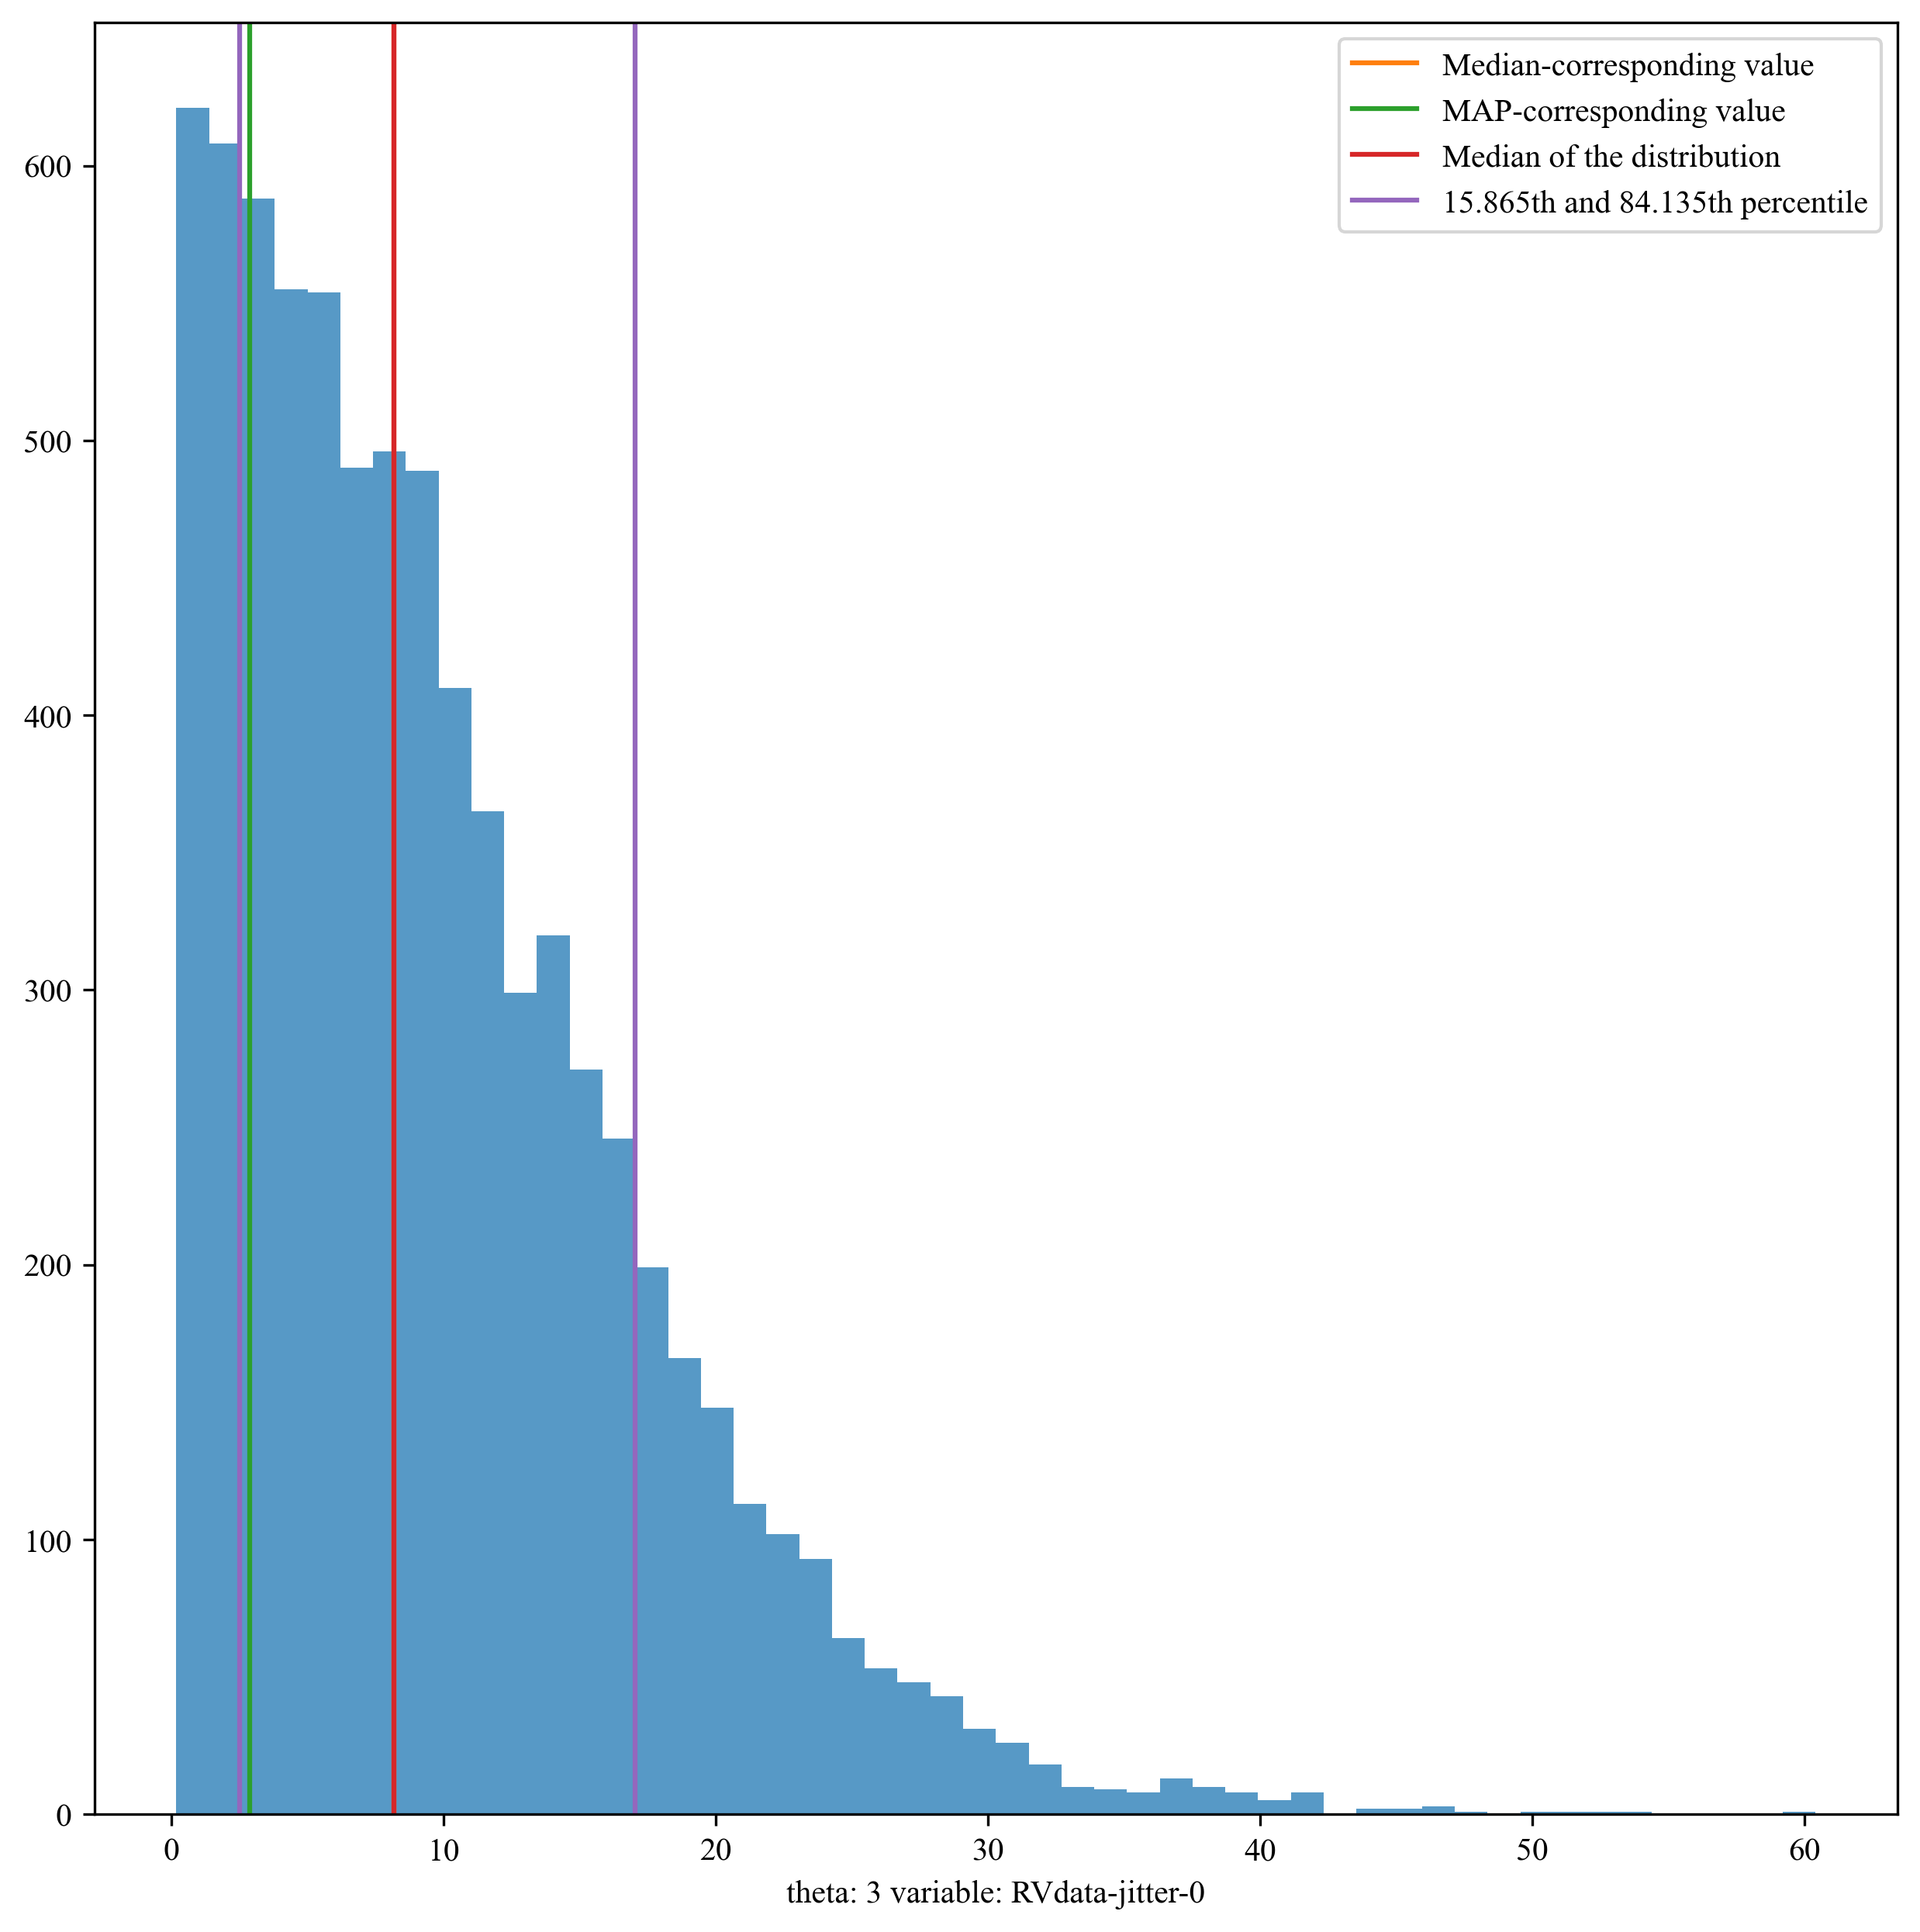 Median-corresponding value
MAP-corresponding value
Median of the distribution
15.865th and 84.135th percentile
600
500
400
300
200
100
0
0 10 20 30 40 50 60
theta: 3 variable: RVdata-jitter-0